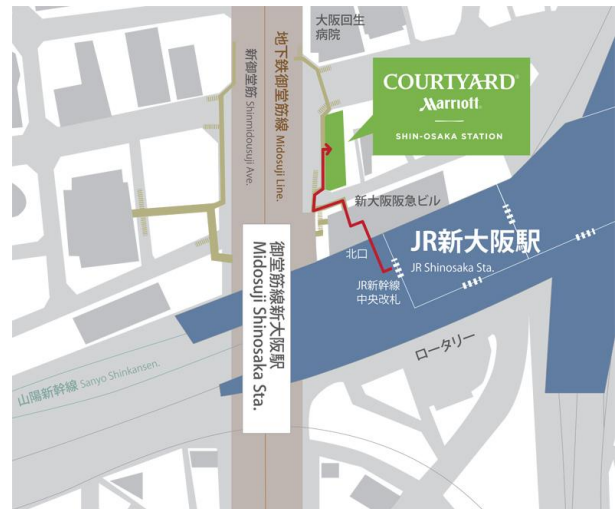 大阪回生
病院
新御堂筋 Shinmidousuji Ave.
地下鉄御堂筋線 Midosuji Line.
COURTYARD®
Marriott.
SHIN-OSAKA STATION
新大阪阪急ビル
JR新大阪駅
JR Shinosaka Sta.
北口
JR新幹線
中央改札
御堂筋線新大阪駅
Midosuji Shinosaka Sta.
ロータリー
山陽新幹線 Sanyo Shinkansen.